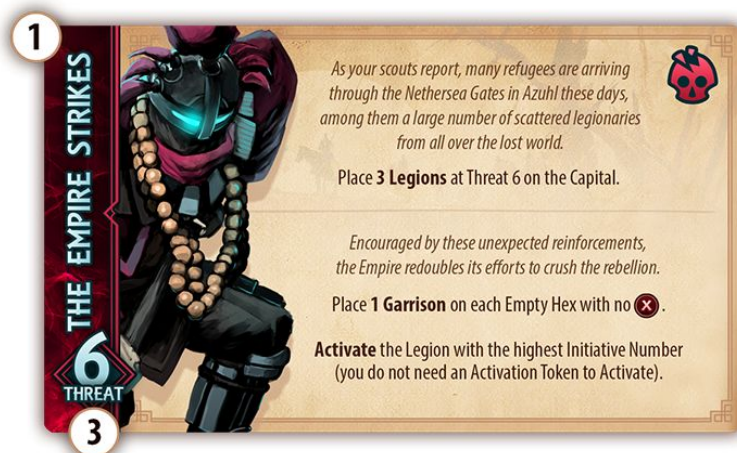 1
THE EMPIRE STRIKES
As your scouts report, many refugees are arriving
through the Nethersea Gates in Azuhl these days,
among them a large number of scattered legionaries
from all over the lost world.
Place 3 Legions at Threat 6 on the Capital.
Encouraged by these unexpected reinforcements,
the Empire redoubles its efforts to crush the rebellion.
Place 1 Garrison on each Empty Hex with no X.
Activate the Legion with the highest Initiative Number
(you do not need an Activation Token to Activate).
6
THREAT
3